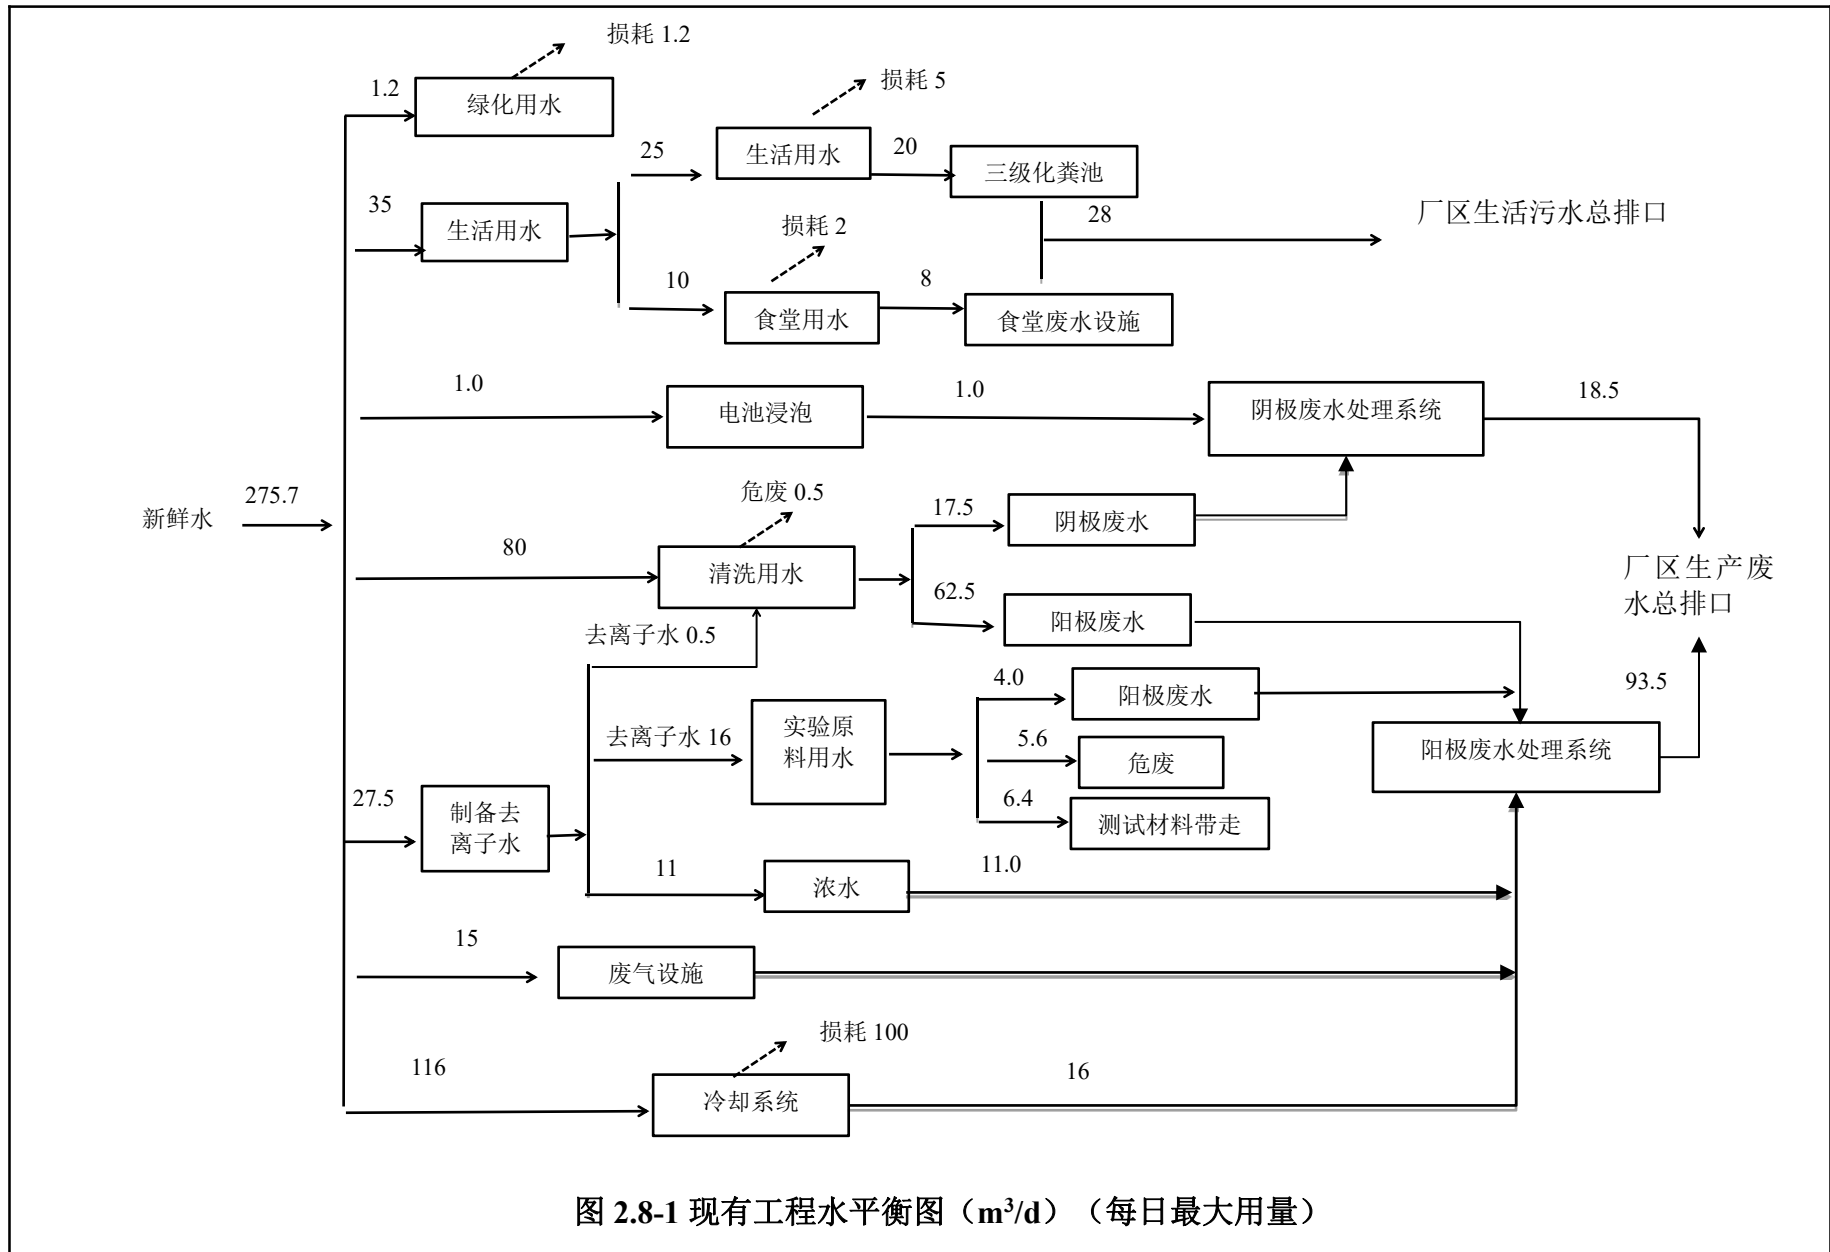 损耗 1.2
1.2
绿化用水
损耗 5
25
生活用水
20
三级化粪池
35
生活用水
28
厂区生活污水总排口
损耗 2
10
食堂用水
8
食堂废水设施
1.0
电池浸泡
1.0
阴极废水处理系统
18.5
新鲜水
275.7
危废 0.5
80
清洗用水
17.5
阴极废水
62.5
阳极废水
厂区生产废
水总排口
去离子水 0.5
去离子水 16
实验原
料用水
4.0
阳极废水
5.6
危废
6.4
测试材料带走
93.5
阳极废水处理系统
27.5
制备去
离子水
11
浓水
11.0
15
废气设施
损耗 100
116
冷却系统
16
图 2.8-1 现有工程水平衡图（m³/d）（每日最大用量）